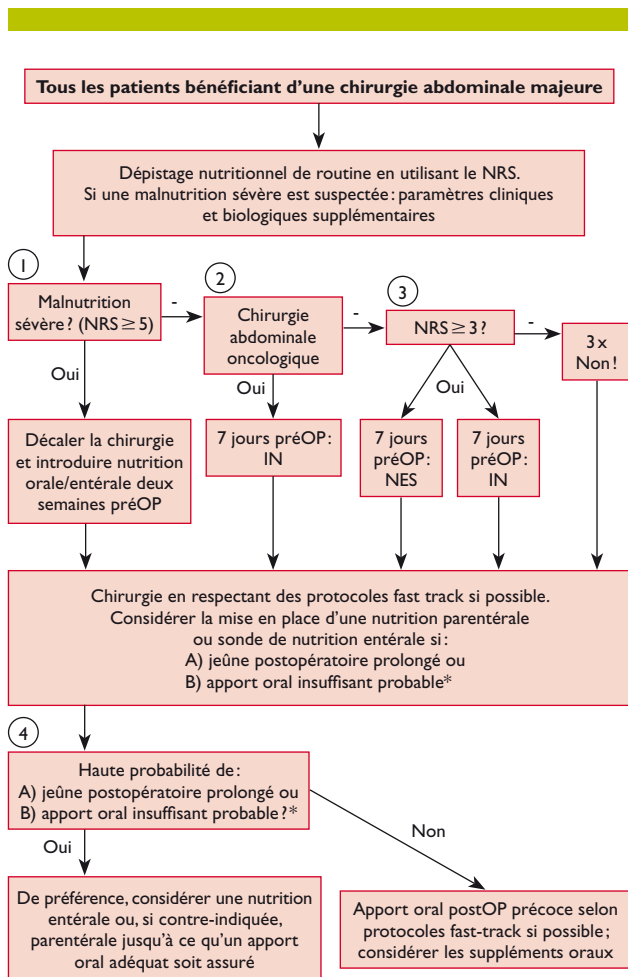 Tous les patients bénéficiant d'une chirurgie abdominale majeure
Dépistage nutritionnel de routine en utilisant le NRS.
Si une malnutrition sévère est suspectée : paramètres cliniques
et biologiques supplémentaires
1
Malnutrition
sévère ? (NRS ≥ 5)
-
2
Chirurgie
abdominale
oncologique
-
3
NRS ≥ 3 ?
-
3 x
Non !
Oui
Oui
Oui
Décaler la chirurgie
et introduire nutrition
orale/entérale deux
semaines préOP
7 jours préOP :
IN
7 jours
préOP :
NES
7 jours
préOP :
IN
Chirurgie en respectant des protocoles fast track si possible.
Considérer la mise en place d'une nutrition parentérale
ou sonde de nutrition entérale si :
A) jeûne postopératoire prolongé ou
B) apport oral insuffisant probable*
4
Haute probabilité de :
A) jeûne postopératoire prolongé ou
B) apport oral insuffisant probable ? *
Oui
Non
De préférence, considérer une nutrition
entérale ou, si contre-indiquée,
parentérale jusqu'à ce qu'un apport
oral adéquat soit assuré
Apport oral postOP précoce selon
protocoles fast-track si possible ;
considérer les suppléments oraux